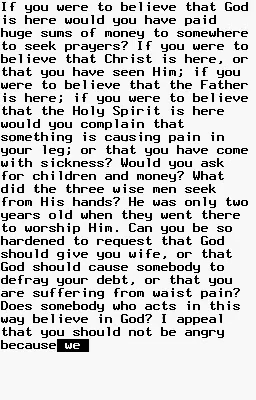 If you were to believe that God
is here would you have paid
huge sums of money to somewhere
to seek prayers? If you were to
believe that Christ is here, or
that you have seen Him; if you
were to believe that the Father
is here; if you were to believe
that the Holy Spirit is here
would you complain that
something is causing pain in
your leg; or that you have come
with sickness? Would you ask
for children and money? What
did the three wise men seek
from His hands? He was only two
years old when they went there
to worship Him. Can you be so
hardened to request that God
should give you wife, or that
God should cause somebody to
defray your debt, or that you
are suffering from waist pain?
Does somebody who acts in this
way believe in God? I appeal
that you should not be angry
because we